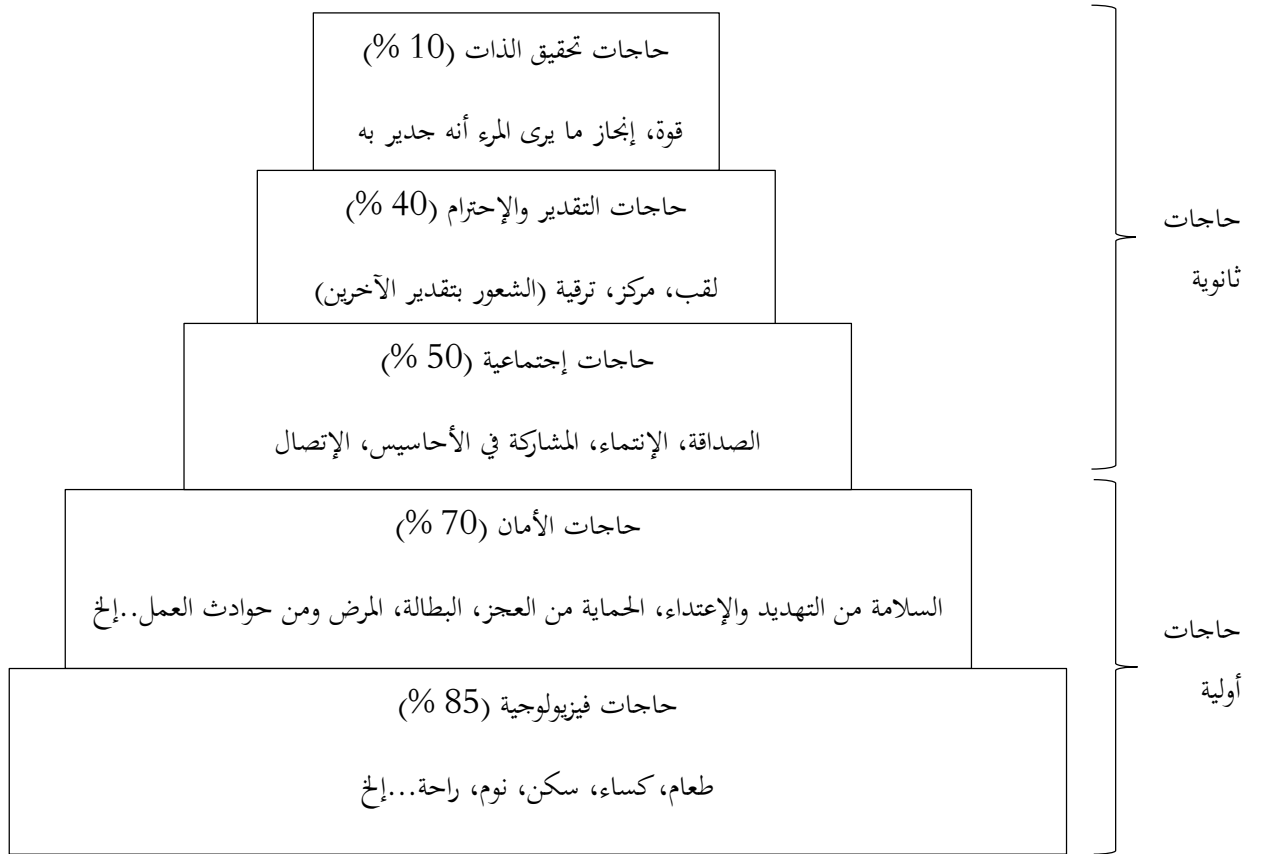 حاجات تحقيق الذات (10 %)
قوة، إنجاز ما يرى المرء أنه جدير به
حاجات التقدير والإحترام (40 %)
لقب، مركز، ترقية (الشعور بتقدير الآخرين)
حاجات إجتماعية (50 %)
الصداقة، الإنتماء، المشاركة في الأحاسيس، الإتصال
حاجات
ثانوية
حاجات الأمان (70 %)
السلامة من التهديد والإعتداء، الحماية من العجز، البطالة، المرض ومن حوادث العمل..إلخ
حاجات فيزيولوجية (85 %)
طعام، كساء، سكن، نوم، راحة...إلخ
حاجات
أولية